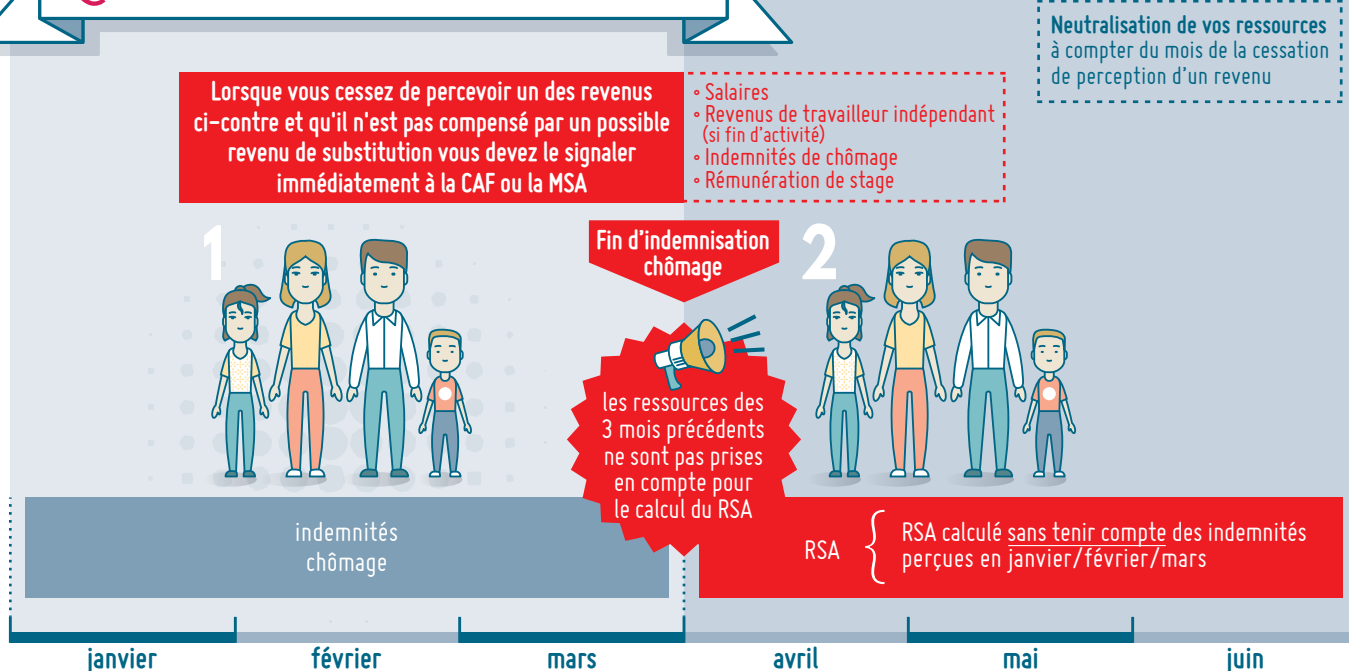 Neutralisation de vos ressources
à compter du mois de la cessation
de perception d'un revenu
Lorsque vous cessez de percevoir un des revenus
ci-contre et qu'il n'est pas compensé par un possible
revenu de substitution vous devez le signaler
immédiatement à la CAF ou la MSA
◦ Salaires
◦ Revenus de travailleur indépendant
(si fin d'activité)
◦ Indemnités de chômage
◦ Rémunération de stage
1
Fin d'indemnisation
chômage
2
les ressources des
3 mois précédents
ne sont pas prises
en compte pour
le calcul du RSA
indemnités
chômage
RSA
RSA calculé sans tenir compte des indemnités
perçues en janvier/février/mars
janvier
février
mars
avril
mai
juin